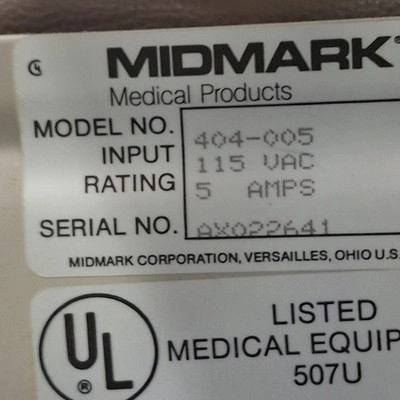 MIDMARK®
Medical Products
MODEL NO. 404-005
INPUT 115 VAC
RATING 5 AMPS
SERIAL NO. AX022641
MIDMARK CORPORATION, VERSAILLES, OHIO U.S.
UL ® LISTED
MEDICAL EQUIP
507U